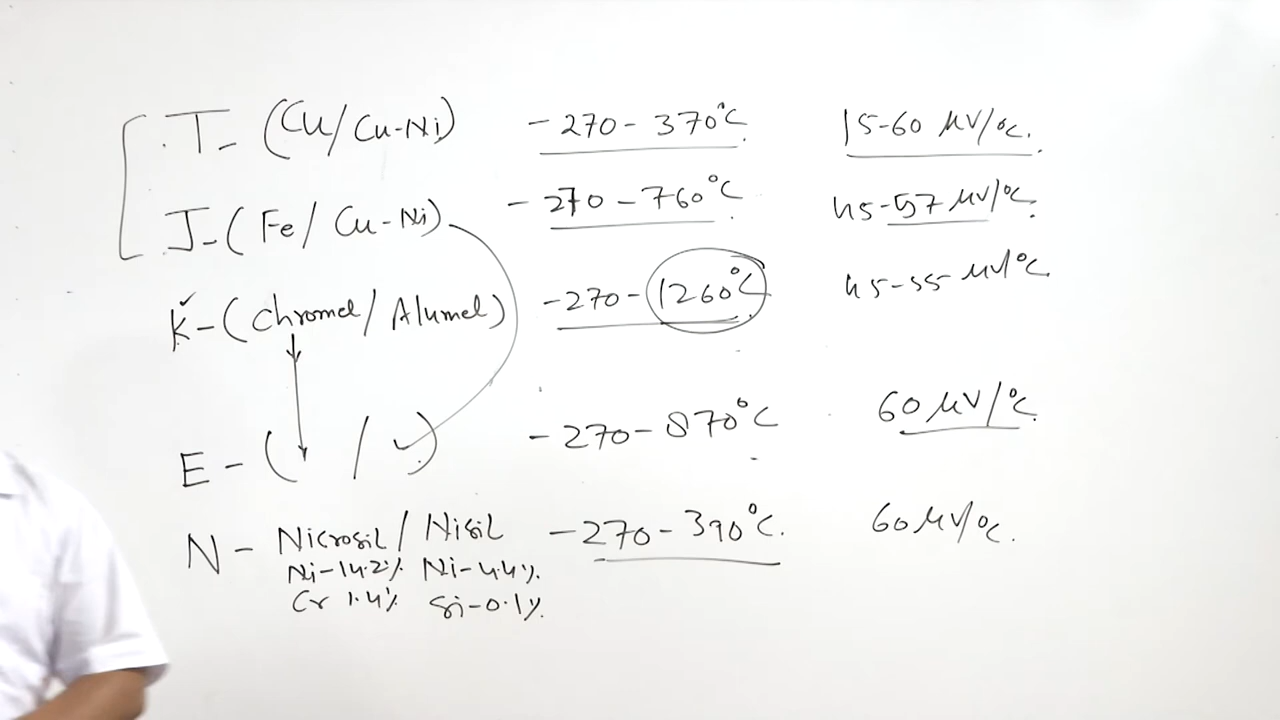 T- (Cu/Cu-Ni) -270-370°C. 15-60 μV/°C.
J-(Fe/Cu-Ni) -270-760°C. 45-57 μV/°C.
K-(Chromel/Alumel) -270-1260°C. 45-55 μV/°C.
E-( / ) -270-870°C. 60 μV/°C.
N- Nicrosil/Nisil -270-390°C. 60 μV/°C.
Ni-14.2% Ni-4.4%.
Cr 1.4% Si-0.1%.